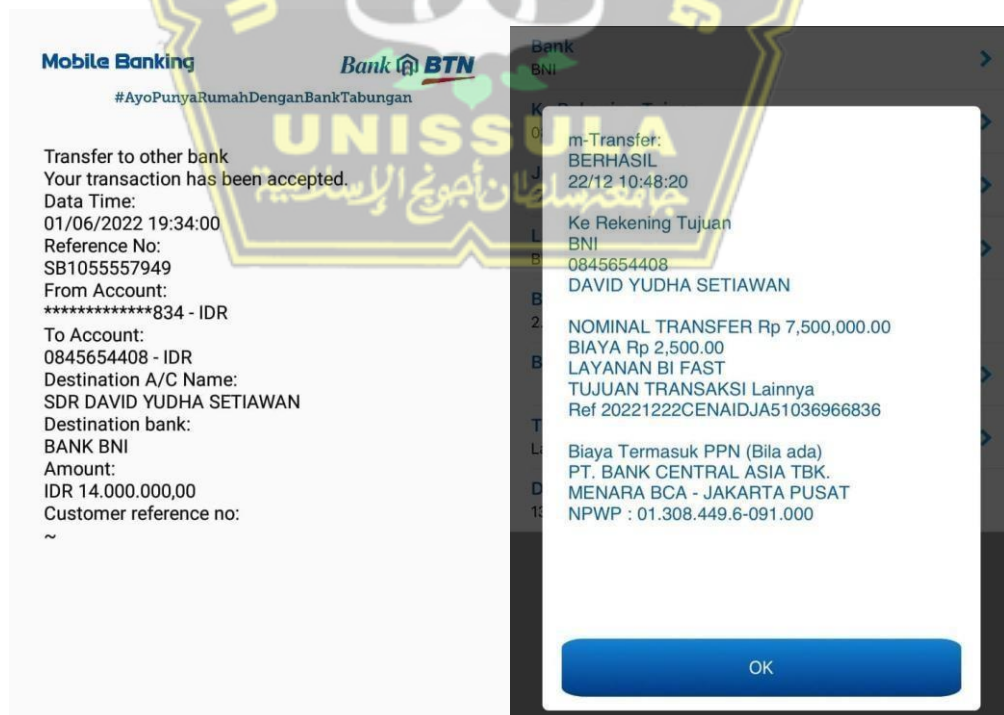 Mobile Banking
Bank BTN
#AyoPunyaRumahDenganBankTabungan
Transfer to other bank
Your transaction has been accepted.
Data Time:
01/06/2022 19:34:00
Reference No:
SB1055557949
From Account:
*************834 - IDR
To Account:
0845654408 - IDR
Destination A/C Name:
SDR DAVID YUDHA SETIAWAN
Destination bank:
BANK BNI
Amount:
IDR 14.000.000,00
Customer reference no:
~
Bank
BNI
m-Transfer:
BERHASIL
22/12 10:48:20
Ke Rekening Tujuan
BNI
0845654408
DAVID YUDHA SETIAWAN
NOMINAL TRANSFER Rp 7,500,000.00
BIAYA Rp 2,500.00
LAYANAN BI FAST
TUJUAN TRANSAKSI Lainnya
Ref 20221222CENAIDJA51036966836
Biaya Termasuk PPN (Bila ada)
PT. BANK CENTRAL ASIA TBK.
MENARA BCA - JAKARTA PUSAT
NPWP : 01.308.449.6-091.000
OK
UNISSULA
جامعترسلطان أجونج الإسلامية